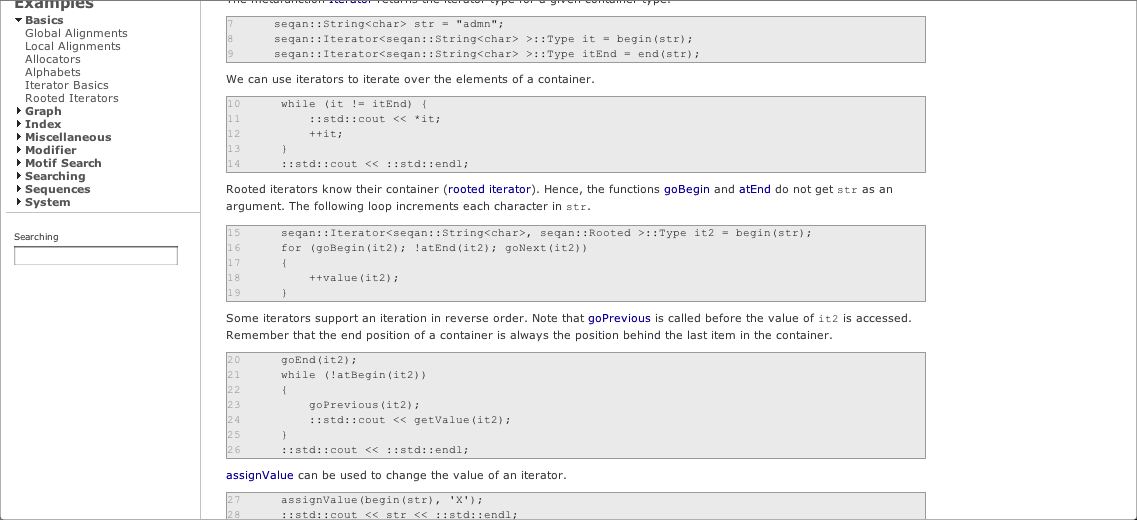 Examples
Basics
Global Alignments
Local Alignments
Allocators
Alphabets
Iterator Basics
Rooted Iterators
Graph
Index
Miscellaneous
Modifier
Motif Search
Searching
Sequences
System
Searching
The metafunction Iterator returns the iterator type for a given container type.
7 seqan::String<char> str = "admn";
8 seqan::Iterator<seqan::String<char> >::Type it = begin(str);
9 seqan::Iterator<seqan::String<char> >::Type itEnd = end(str);
We can use iterators to iterate over the elements of a container.
10 while (it != itEnd) {
11 ::std::cout << *it;
12 ++it;
13 }
14 ::std::cout << ::std::endl;
Rooted iterators know their container (rooted iterator). Hence, the functions goBegin and atEnd do not get str as an
argument. The following loop increments each character in str.
15 seqan::Iterator<seqan::String<char>, seqan::Rooted >::Type it2 = begin(str);
16 for (goBegin(it2); !atEnd(it2); goNext(it2))
17 {
18 ++value(it2);
19 }
Some iterators support an iteration in reverse order. Note that goPrevious is called before the value of it2 is accessed.
Remember that the end position of a container is always the position behind the last item in the container.
20 goEnd(it2);
21 while (!atBegin(it2))
22 {
23 goPrevious(it2);
24 ::std::cout << getValue(it2);
25 }
26 ::std::cout << ::std::endl;
assignValue can be used to change the value of an iterator.
27 assignValue(begin(str), 'X');
28 ::std::cout << str << ::std::endl;